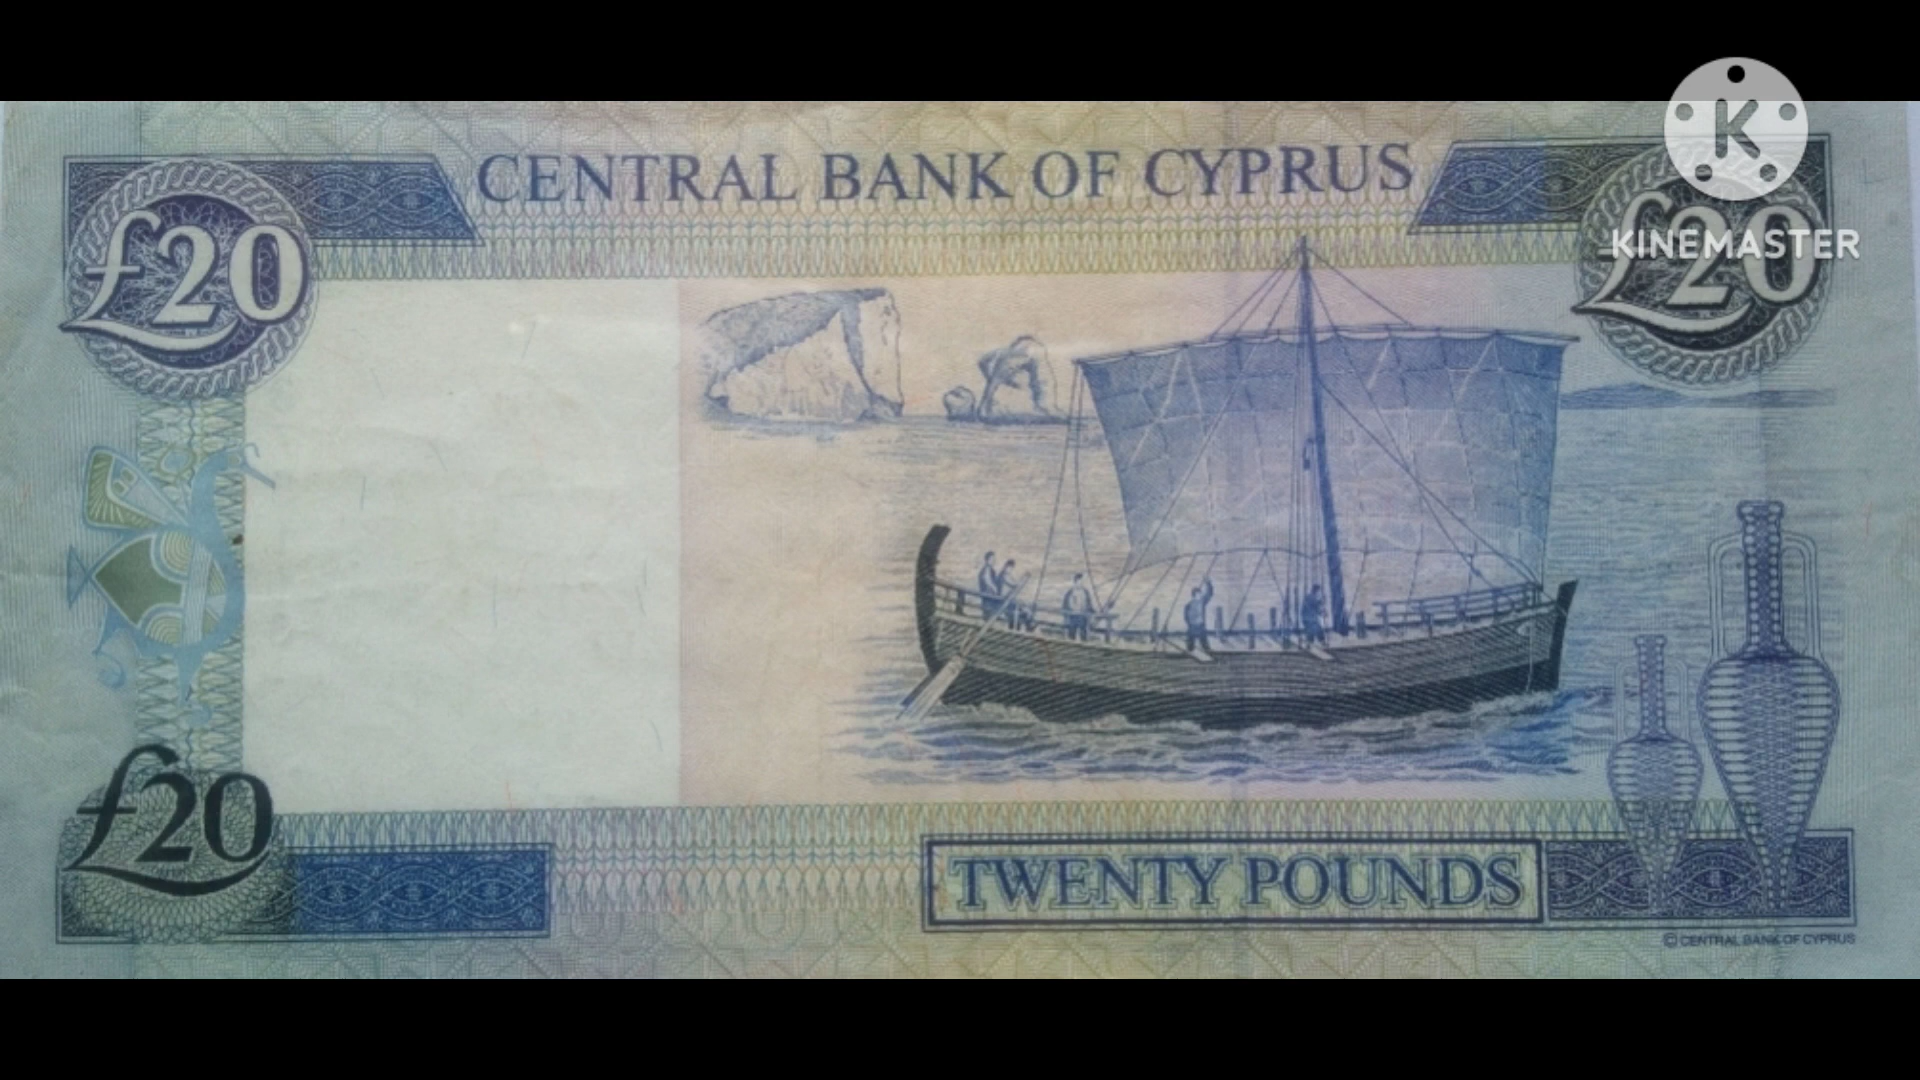 CENTRAL BANK OF CYPRUS
£20
£20
K
KINEMASTER
£20
TWENTY POUNDS
© CENTRAL BANK OF CYPRUS